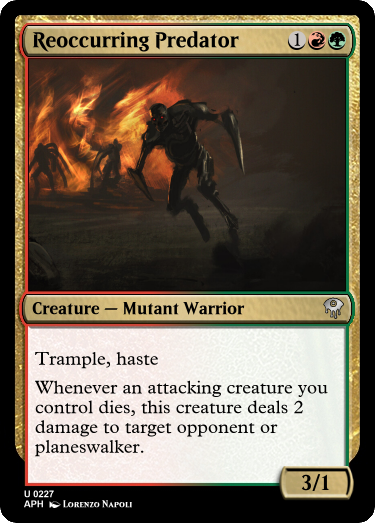 Reoccurring Predator 1
Creature — Mutant Warrior
Trample, haste
Whenever an attacking creature you
control dies, this creature deals 2
damage to target opponent or
planeswalker.
3/1
U 0227
APH Lorenzo Napoli